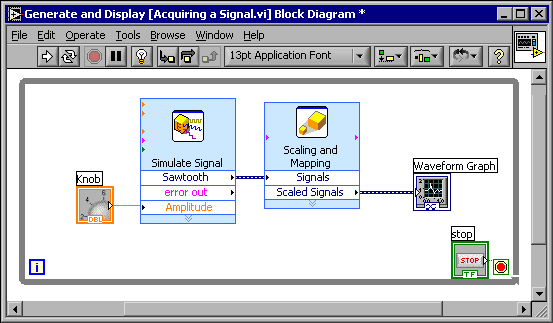 Generate and Display [Acquiring a Signal.vi] Block Diagram *
File Edit Operate Tools Browse Window Help
13pt Application Font
?
Simulate Signal
Sawtooth
error out
Amplitude
Scaling and
Mapping
Signals
Scaled Signals
Knob
DBL
Waveform Graph
stop
STOP
TF
i